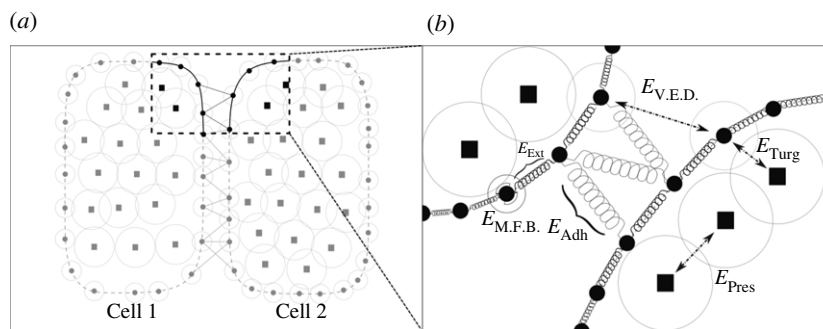 (a)
(b)
Cell 1
Cell 2
E_V.E.D.
E_Ext
E_Turg
E_M.F.B.
E_Adh
E_Pres